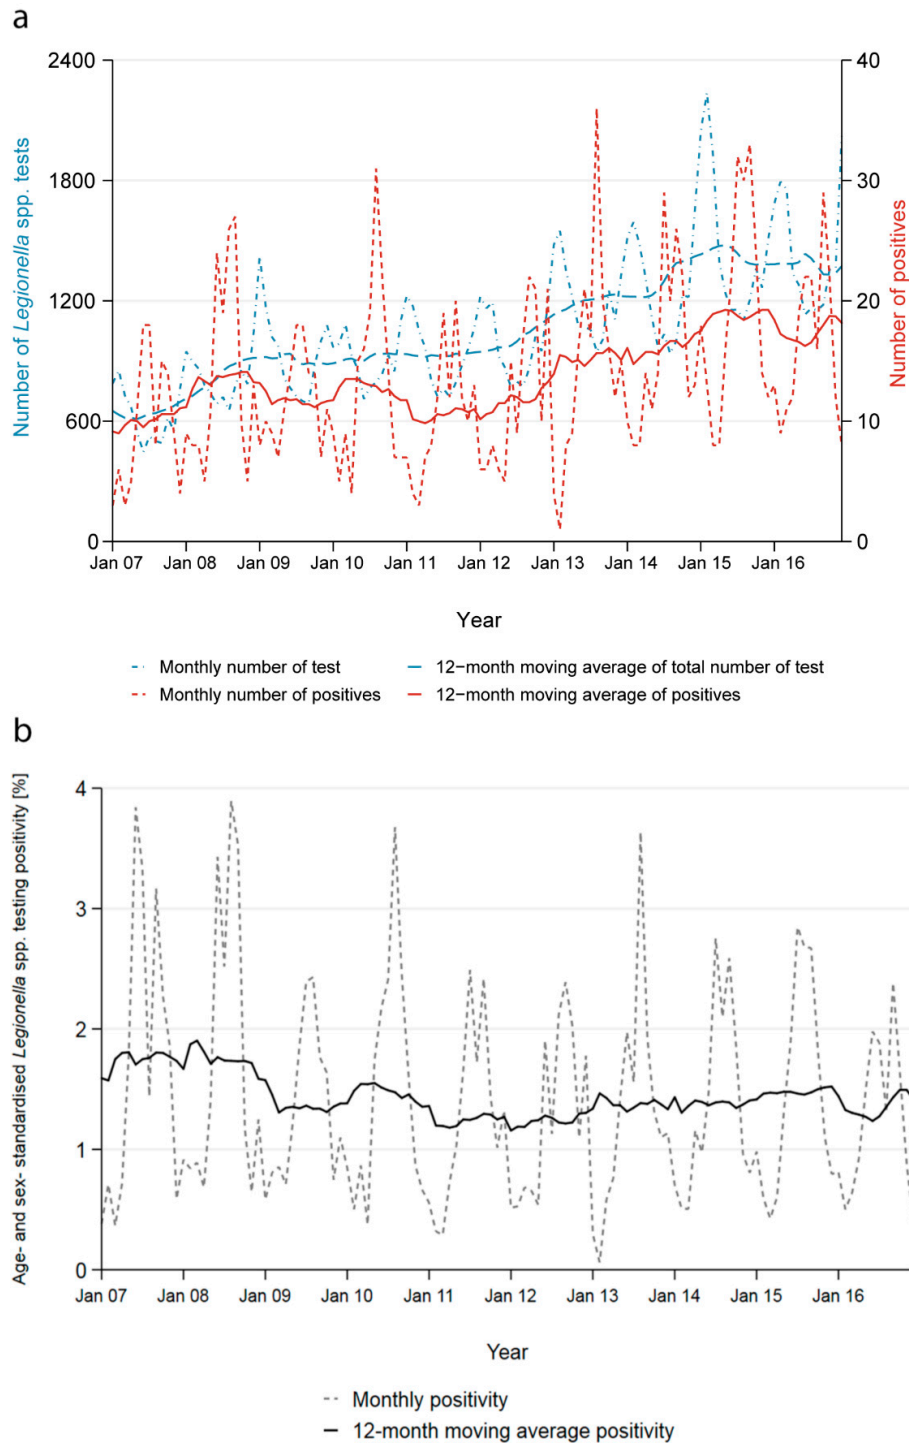 a
Number of Legionella spp. tests
2400
1800
1200
600
0
40
30
20
10
0
Number of positives
Jan 07 Jan 08 Jan 09 Jan 10 Jan 11 Jan 12 Jan 13 Jan 14 Jan 15 Jan 16
Year
Monthly number of test
12−month moving average of total number of test
Monthly number of positives
12−month moving average of positives
b
Age- and sex- standardised Legionella spp. testing positivity [%]
4
3
2
1
0
Jan 07 Jan 08 Jan 09 Jan 10 Jan 11 Jan 12 Jan 13 Jan 14 Jan 15 Jan 16
Year
Monthly positivity
12-month moving average positivity